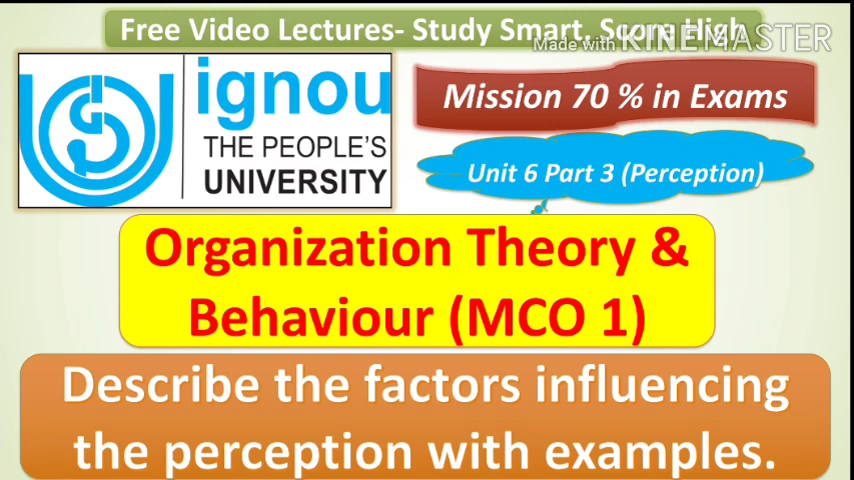 Free Video Lectures- Study Smart, Score High
Made with KINEMASTER
ignou
THE PEOPLE'S
UNIVERSITY
Mission 70 % in Exams
Unit 6 Part 3 (Perception)
Organization Theory &
Behaviour (MCO 1)
Describe the factors influencing
the perception with examples.